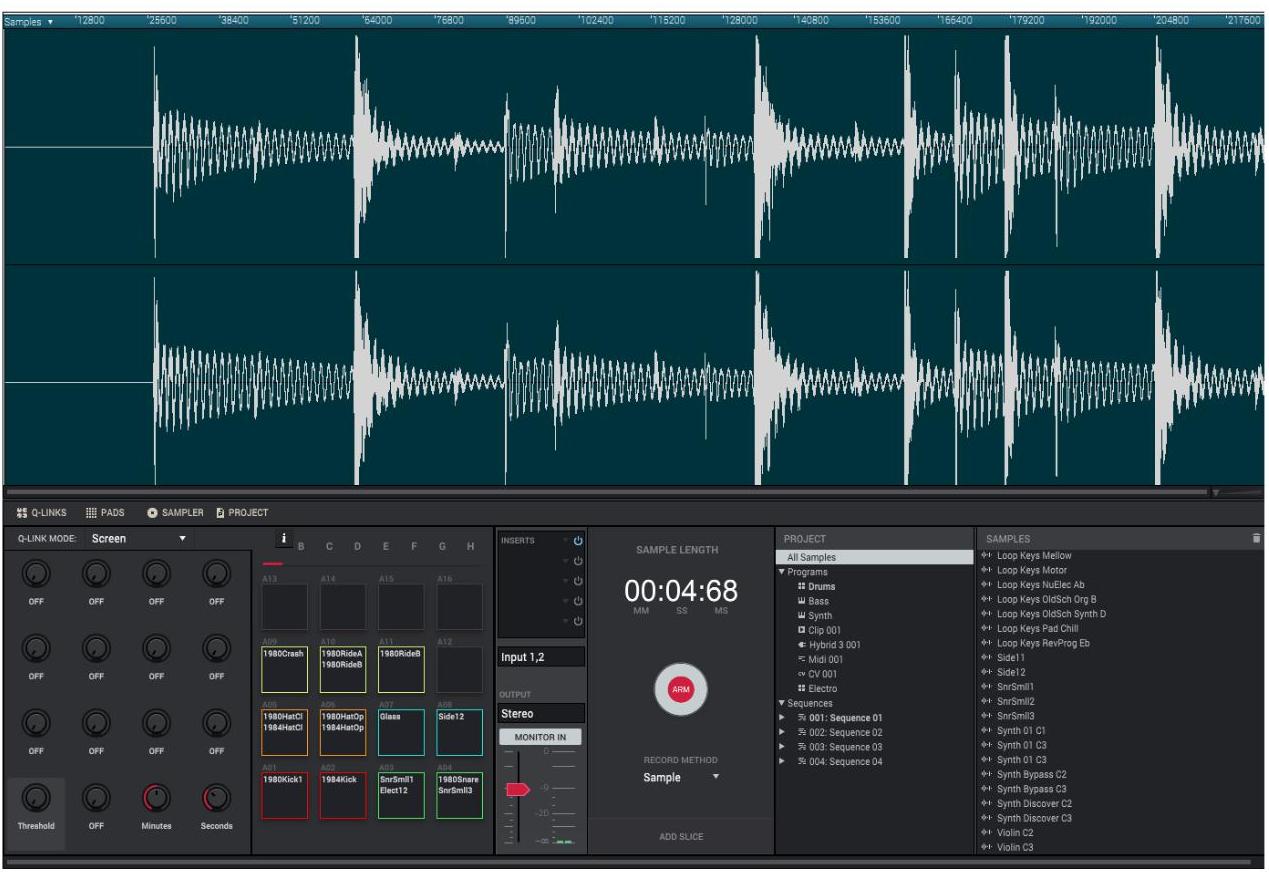 Samples '12800 '25600 '38400 '51200 '64000 '76800 '89600 '102400 '115200 '128000 '140800 '153600 '166400 '179200 '192000 '204800 '217600
Q-LINKS PADS SAMPLER PROJECT
Q-LINK MODE: Screen
OFF OFF OFF OFF
OFF OFF OFF OFF
OFF OFF OFF OFF
Threshold OFF Minutes Seconds
i B C D E F G H
A13 A14 A15 A16
A09 A10 A11 A12
1980Crash 1980RideA 1980RideB
1980RideB
A05 A06 A07 A08
1980HatCl 1980HatOp Glass Side12
1984HatCl 1984HatOp
A01 A02 A03 A04
1980Kick1 1984Kick SnrSmll1 1980Snare
Elect12 SnrSmll3
INSERTS
Input 1,2
OUTPUT
Stereo
MONITOR IN
0
-9
-20
-∞
SAMPLE LENGTH
00:04:68
MM SS MS
ARM
RECORD METHOD
Sample
ADD SLICE
PROJECT
All Samples
Programs
Drums
Bass
Synth
Clip 001
Hybrid 3 001
Midi 001
CV CV 001
Electro
Sequences
001: Sequence 01
002: Sequence 02
003: Sequence 03
004: Sequence 04
SAMPLES
Loop Keys Mellow
Loop Keys Motor
Loop Keys NuElec Ab
Loop Keys OldSch Org B
Loop Keys OldSch Synth D
Loop Keys Pad Chill
Loop Keys RevProg Eb
Side11
Side12
SnrSmll1
SnrSmll2
SnrSmll3
Synth 01 C1
Synth 01 C3
Synth 01 C3
Synth Bypass C2
Synth Bypass C3
Synth Discover C2
Synth Discover C3
Violin C2
Violin C3